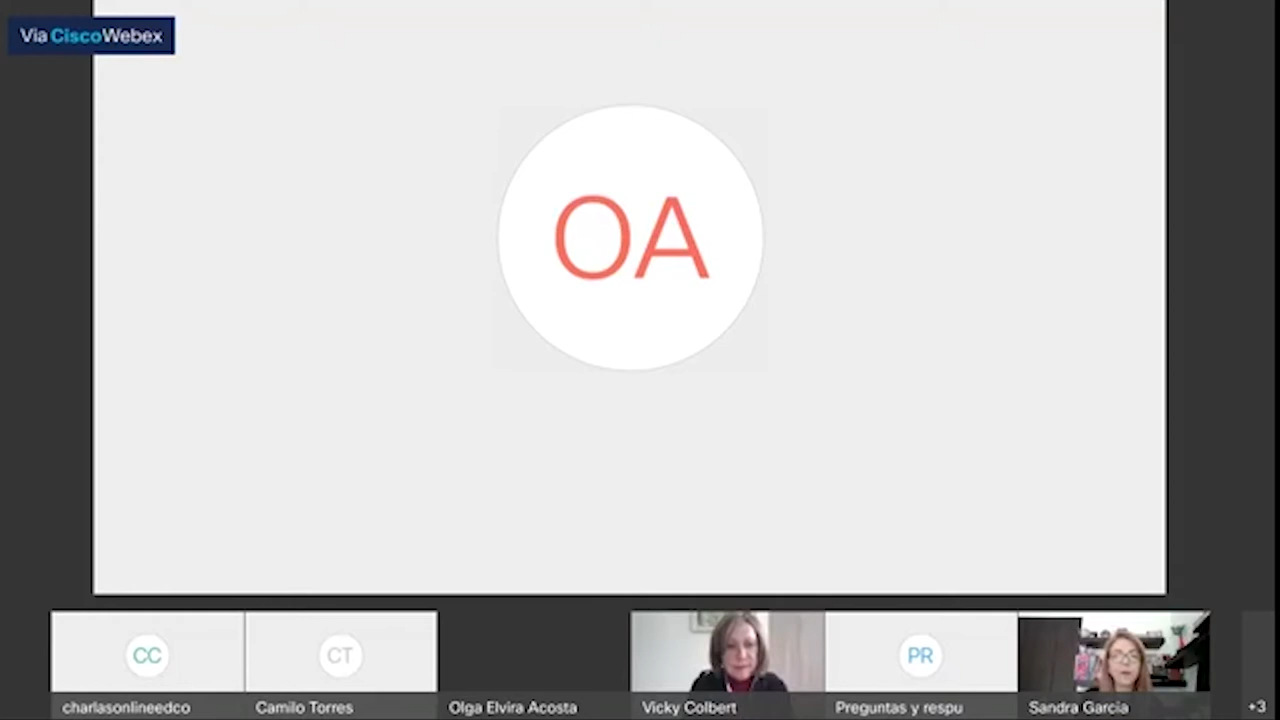 Via CiscoWebex
OA
CC
CT
PR
charlasonlineedco
Camilo Torres
Olga Elvira Acosta
Vicky Colbert
Preguntas y respu
Sandra Garcia
+3